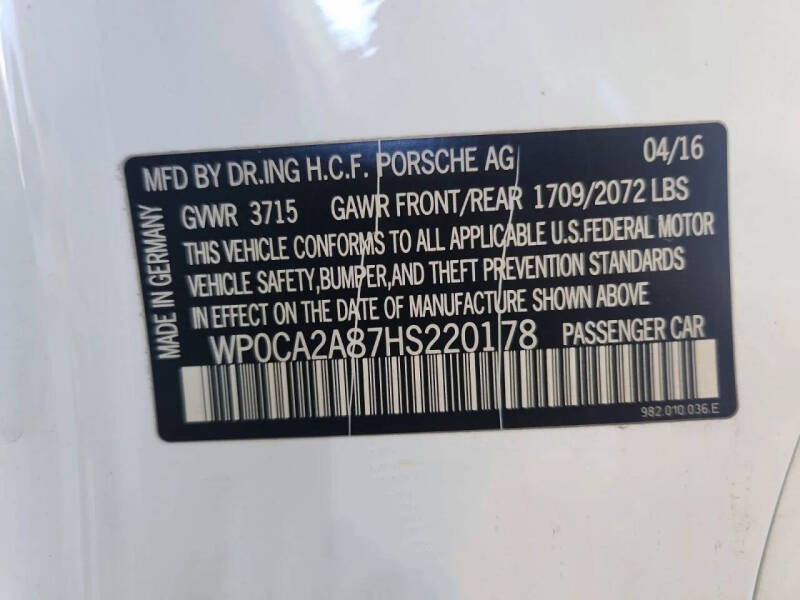 MFD BY DR.ING H.C.F. PORSCHE AG 04/16
GVWR 3715 GAWR FRONT/REAR 1709/2072 LBS
THIS VEHICLE CONFORMS TO ALL APPLICABLE U.S.FEDERAL MOTOR
VEHICLE SAFETY,BUMPER,AND THEFT PREVENTION STANDARDS
IN EFFECT ON THE DATE OF MANUFACTURE SHOWN ABOVE
WP0CA2A87HS220178 PASSENGER CAR
982.010.036.E
MADE IN GERMANY